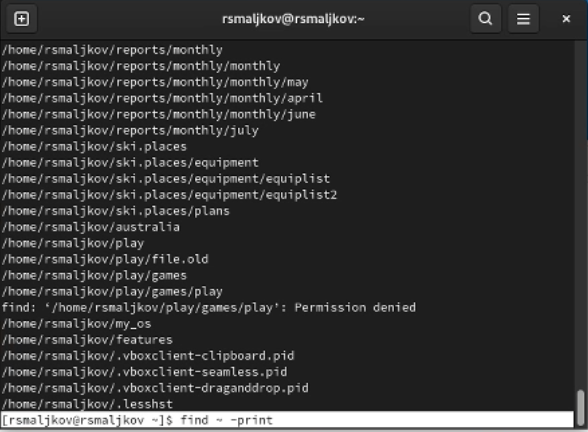 rsmaljkov@rsmaljkov:~
/home/rsmaljkov/reports/monthly
/home/rsmaljkov/reports/monthly/monthly
/home/rsmaljkov/reports/monthly/monthly/may
/home/rsmaljkov/reports/monthly/monthly/april
/home/rsmaljkov/reports/monthly/monthly/june
/home/rsmaljkov/reports/monthly/july
/home/rsmaljkov/ski.places
/home/rsmaljkov/ski.places/equipment
/home/rsmaljkov/ski.places/equipment/equiplist
/home/rsmaljkov/ski.places/equipment/equiplist2
/home/rsmaljkov/ski.places/plans
/home/rsmaljkov/australia
/home/rsmaljkov/play
/home/rsmaljkov/play/file.old
/home/rsmaljkov/play/games
/home/rsmaljkov/play/games/play
find: ‘/home/rsmaljkov/play/games/play’: Permission denied
/home/rsmaljkov/my_os
/home/rsmaljkov/features
/home/rsmaljkov/.vboxclient-clipboard.pid
/home/rsmaljkov/.vboxclient-seamless.pid
/home/rsmaljkov/.vboxclient-draganddrop.pid
/home/rsmaljkov/.lesshst
[rsmaljkov@rsmaljkov ~]$ find ~ -print